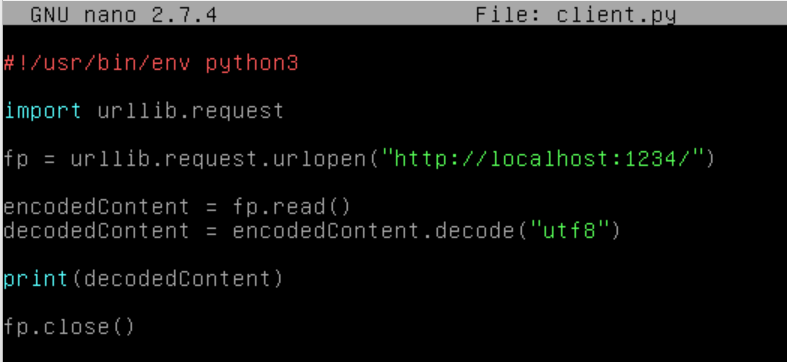 GNU nano 2.7.4 File: client.py
#!/usr/bin/env python3
import urllib.request
fp = urllib.request.urlopen("http://localhost:1234/")
encodedContent = fp.read()
decodedContent = encodedContent.decode("utf8")
print(decodedContent)
fp.close()